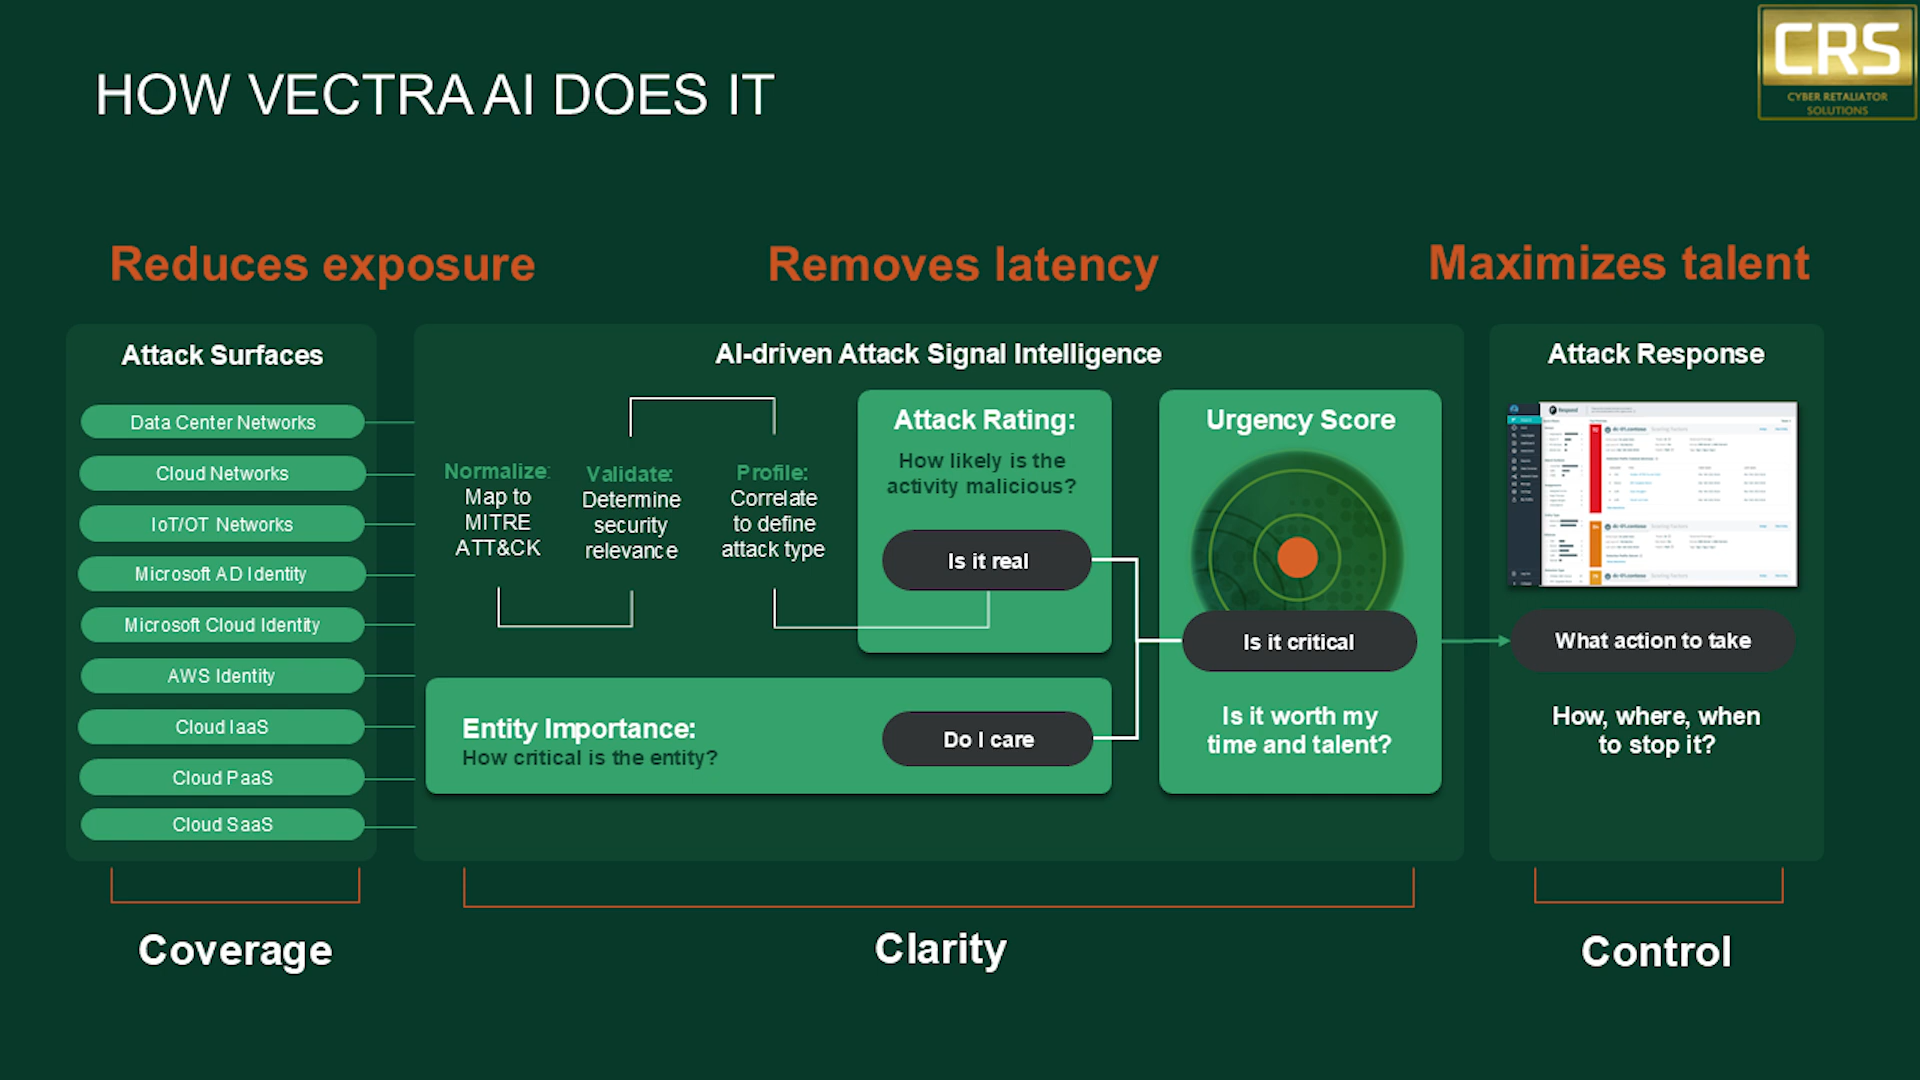 CRS
CYBER RETALIATOR
SOLUTIONS
HOW VECTRA AI DOES IT
Reduces exposure
Removes latency
Maximizes talent
Attack Surfaces
Data Center Networks
Cloud Networks
IoT/OT Networks
Microsoft AD Identity
Microsoft Cloud Identity
AWS Identity
Cloud IaaS
Cloud PaaS
Cloud SaaS
AI-driven Attack Signal Intelligence
Normalize:
Map to
MITRE
ATT&CK
Validate:
Determine
security
relevance
Profile:
Correlate
to define
attack type
Attack Rating:
How likely is the
activity malicious?
Is it real
Entity Importance:
How critical is the entity?
Do I care
Urgency Score
Is it critical
Is it worth my
time and talent?
Attack Response
Respond
What action to take
How, where, when
to stop it?
Coverage
Clarity
Control